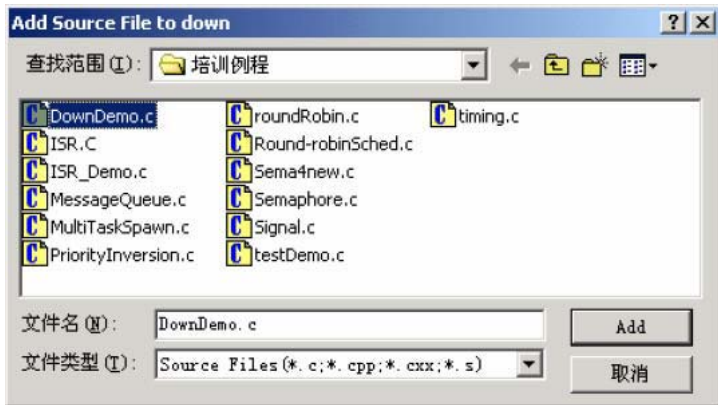 Add Source File to down
查找范围(I): 培训例程
DownDemo.c
ISR.C
ISR_Demo.c
MessageQueue.c
MultiTaskSpawn.c
PriorityInversion.c
roundRobin.c
Round-robinSched.c
Sema4new.c
Semaphore.c
Signal.c
testDemo.c
timing.c
文件名(N): DownDemo.c
Add
文件类型(T): Source Files(*.c;*.cpp;*.cxx;*.s)
取消